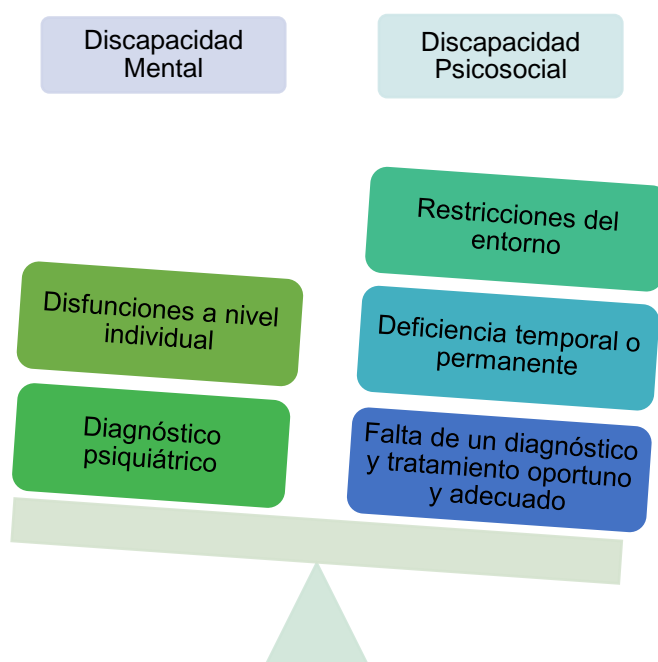 Discapacidad
Mental
Discapacidad
Psicosocial
Disfunciones a nivel
individual
Diagnóstico
psiquiátrico
Restricciones del
entorno
Deficiencia temporal o
permanente
Falta de un diagnóstico
y tratamiento oportuno
y adecuado